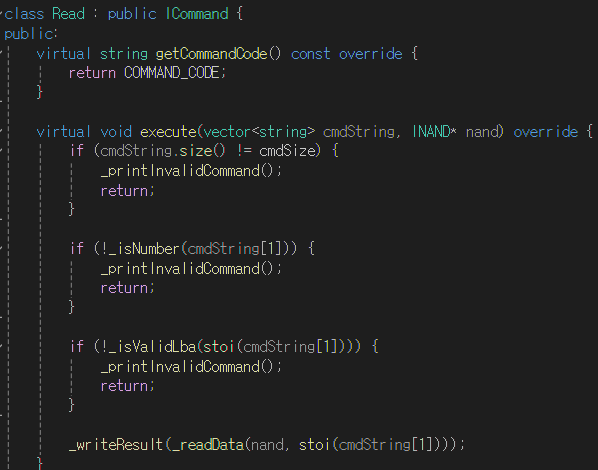 class Read : public ICommand {
public:
virtual string getCommandCode() const override {
return COMMAND_CODE;
}
virtual void execute(vector<string> cmdString, INAND* nand) override {
if (cmdString.size() != cmdSize) {
_printInvalidCommand();
return;
}
if (!_isNumber(cmdString[1])) {
_printInvalidCommand();
return;
}
if (!_isValidLba(stoi(cmdString[1]))) {
_printInvalidCommand();
return;
}
_writeResult(_readData(nand, stoi(cmdString[1])));
}